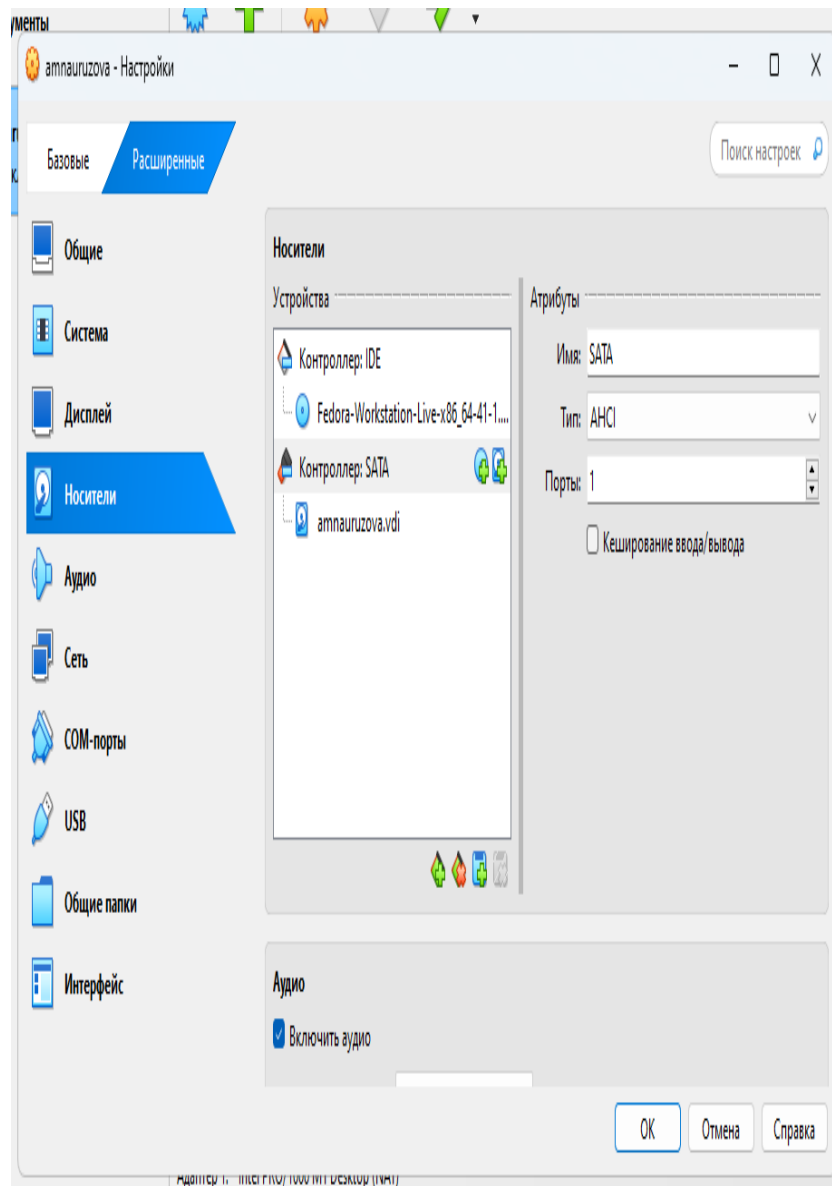 ументы
amnauruzova - Настройки
Базовые
Расширенные
Поиск настроек
Общие
Система
Дисплей
Носители
Аудио
Сеть
COM-порты
USB
Общие папки
Интерфейс
Носители
Устройства
Контроллер: IDE
Fedora-Workstation-Live-x86_64-41-1....
Контроллер: SATA
amnauruzova.vdi
Атрибуты
Имя: SATA
Тип: AHCI
Порты: 1
Кеширование ввода/вывода
Аудио
Включить аудио
OK
Отмена
Справка
Адаптер 1: Intel PRO/1000 MT Desktop (NAT)